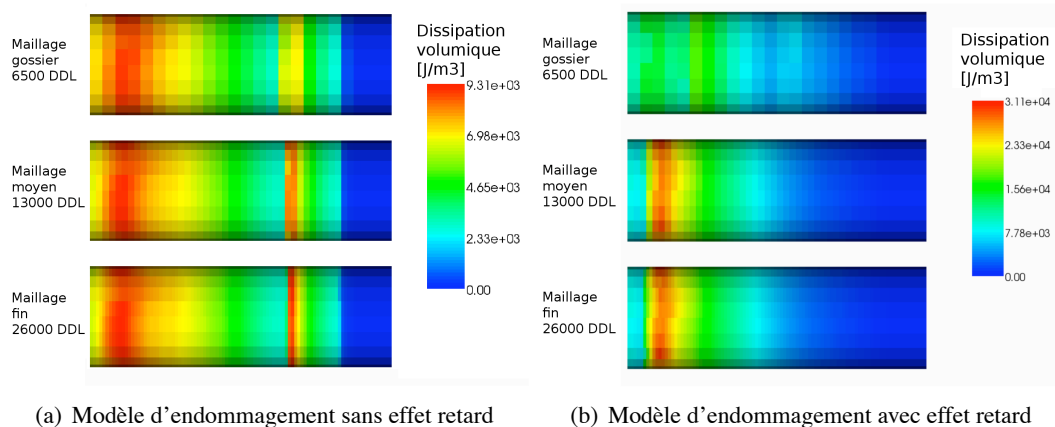 Maillage
gossier
6500 DDL
Maillage
moyen
13000 DDL
Maillage
fin
26000 DDL
Dissipation
volumique
[J/m3]
9.31e+03
6.98e+03
4.65e+03
2.33e+03
0.00
(a) Modèle d'endommagement sans effet retard
Maillage
gossier
6500 DDL
Maillage
moyen
13000 DDL
Maillage
fin
26000 DDL
Dissipation
volumique
[J/m3]
3.11e+04
2.33e+04
1.56e+04
7.78e+03
0.00
(b) Modèle d'endommagement avec effet retard